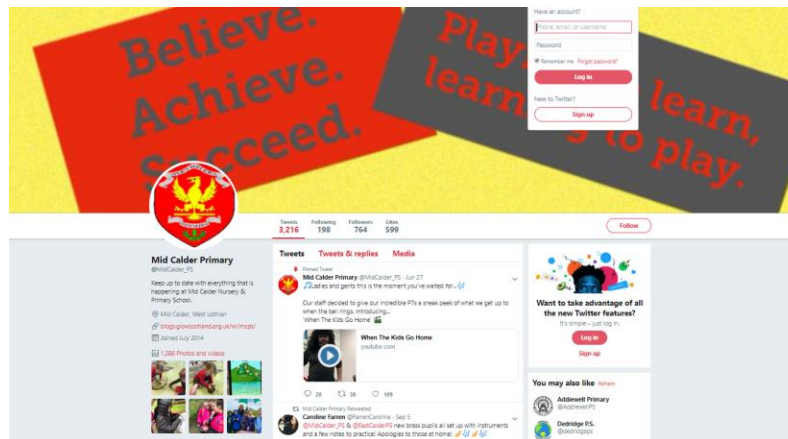 Believe.
Achieve.
Succeed.
learn,
to play.
Have an account?
Phone, email, or username
Password
Remember me · Forgot password?
Log in
New to Twitter?
Sign up
Tweets Following Followers Likes
3,216 198 764 599
Follow
Mid Calder Primary
@MidCalder_PS
Keep up to date with everything that is
happening at Mid Calder Nursery &
Primary School.
Mid Calder, West Lothian
blogs.glowscotland.org.uk/wl/mcps/
Joined July 2014
1,286 Photos and videos
Tweets Tweets & replies Media
Pinned Tweet
Mid Calder Primary @MidCalder_PS · Jun 27
🎵Ladies and gents this is the moment you've waited for...🎶
Our staff decided to give our incredible PTs a sneak peek of what we get up to
when the bell rings. Introducing...
'When The Kids Go Home' 🎬
When The Kids Go Home
youtube.com
28 38 109
Mid Calder Primary Retweeted
Caroline Farren @FarrenCaroline · Sep 5
@MidCalder_PS & @EastCalderPS new brass pupils all set up with instruments
and a few notes to practice! Apologies to those at home!
Want to take advantage of all
the new Twitter features?
It's simple – just log in.
Log in
Sign up
You may also like · Refresh
Addiewell Primary
@AddiewellPS
Dedridge P.S.
@dedridgeps